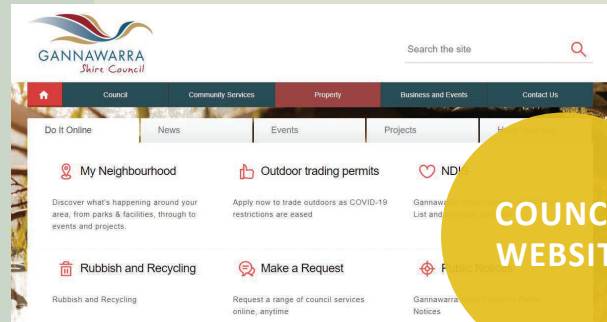 GANNAWARRA
Shire Council
Search the site
Council
Community Services
Property
Business and Events
Contact Us
Do It Online
News
Events
Projects
My Neighbourhood
Outdoor trading permits
Discover what's happening around your
area, from parks & facilities, through to
events and projects.
Apply now to trade outdoors as COVID-19
restrictions are eased
List and
COUNC
WEBSIT
Rubbish and Recycling
Make a Request
Public Notices
Rubbish and Recycling
Request a range of council services
online, anytime
Gannawarra
Notices